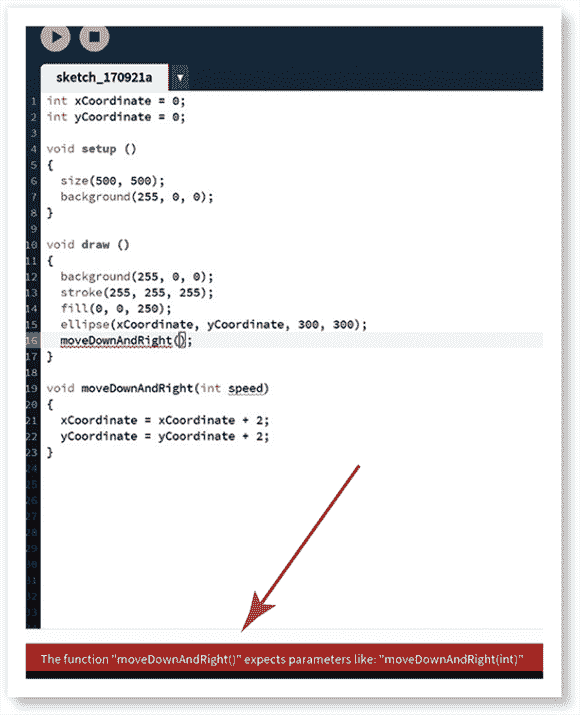 sketch_170921a
1 int xCoordinate = 0;
2 int yCoordinate = 0;
3
4 void setup ()
5 {
6 size(500, 500);
7 background(255, 0, 0);
8 }
9
10 void draw ()
11 {
12 background(255, 0, 0);
13 stroke(255, 255, 255);
14 fill(0, 0, 250);
15 ellipse(xCoordinate, yCoordinate, 300, 300);
16 moveDownAndRight();
17 }
18
19 void moveDownAndRight(int speed)
20 {
21 xCoordinate = xCoordinate + 2;
22 yCoordinate = yCoordinate + 2;
23 }
24
25
26
27
28
29
30
31
32
33
The function "moveDownAndRight()" expects parameters like: "moveDownAndRight(int)"